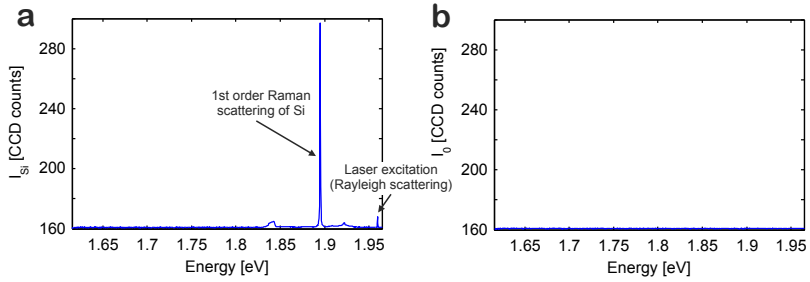 a
280
240
200
160
I_Si [CCD counts]
1st order Raman
scattering of Si
Laser excitation
(Rayleigh scattering)
1.65 1.7 1.75 1.8 1.85 1.9 1.95
Energy [eV]
b
280
240
200
160
I_0 [CCD counts]
1.65 1.7 1.75 1.8 1.85 1.9 1.95
Energy [eV]